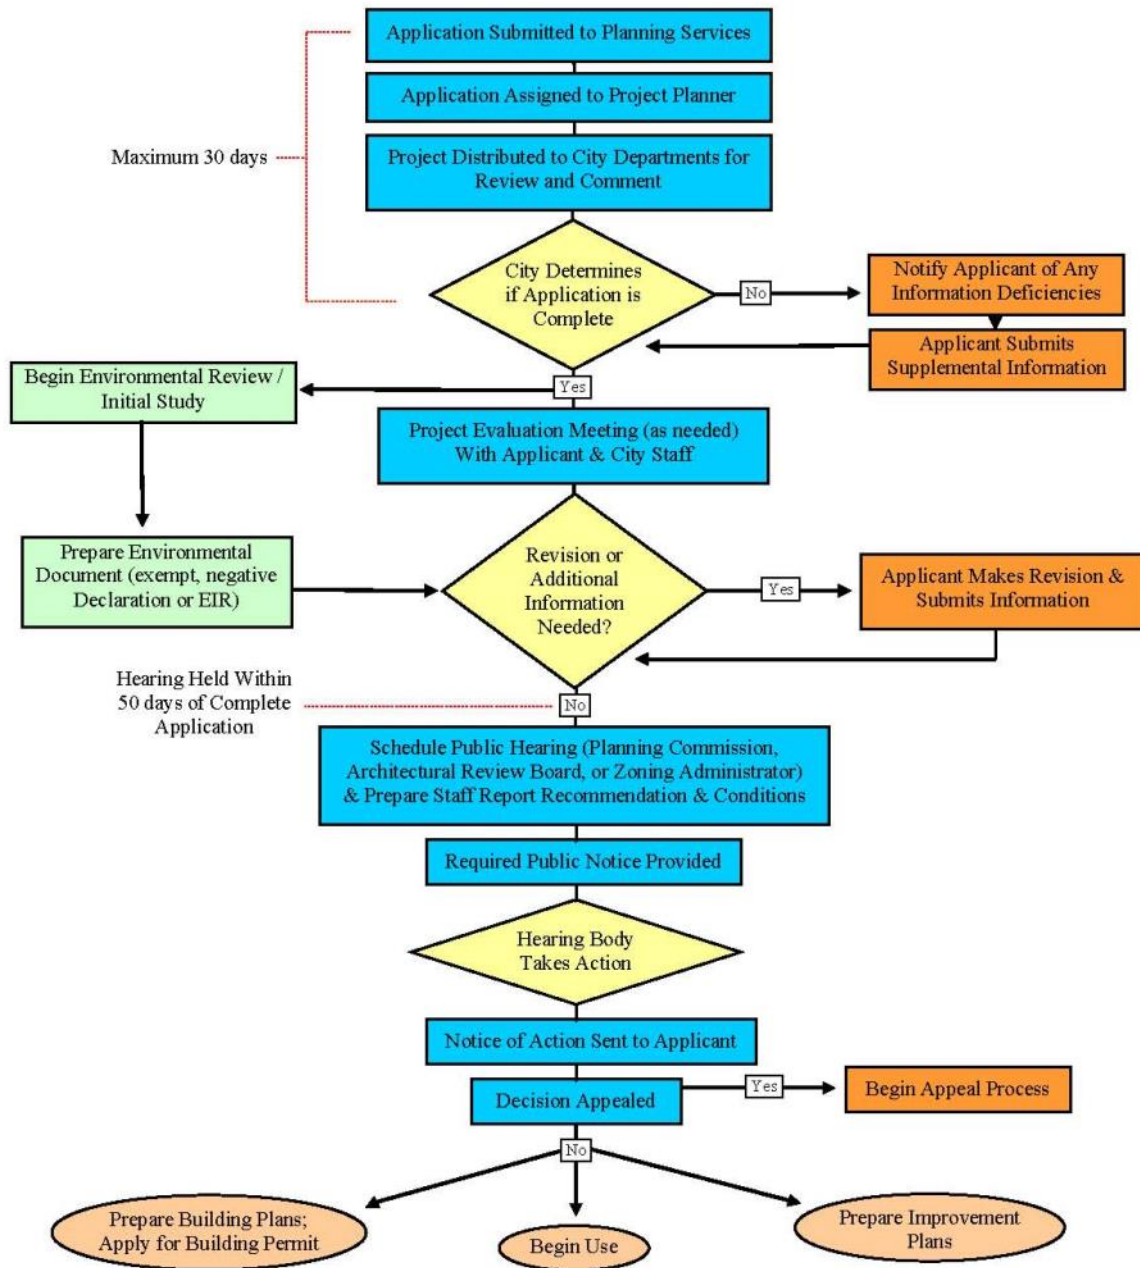 Application Submitted to Planning Services
Application Assigned to Project Planner
Maximum 30 days
Project Distributed to City Departments for
Review and Comment
City Determines
if Application is
Complete
No
Notify Applicant of Any
Information Deficiencies
Applicant Submits
Supplemental Information
Begin Environmental Review /
Initial Study
Yes
Project Evaluation Meeting (as needed)
With Applicant & City Staff
Prepare Environmental
Document (exempt, negative
Declaration or EIR)
Revision or
Additional
Information
Needed?
Yes
Applicant Makes Revision &
Submits Information
Hearing Held Within
50 days of Complete
Application
No
Schedule Public Hearing (Planning Commission,
Architectural Review Board, or Zoning Administrator)
& Prepare Staff Report Recommendation & Conditions
Required Public Notice Provided
Hearing Body
Takes Action
Notice of Action Sent to Applicant
Decision Appealed
Yes
Begin Appeal Process
No
Prepare Building Plans;
Apply for Building Permit
Begin Use
Prepare Improvement
Plans